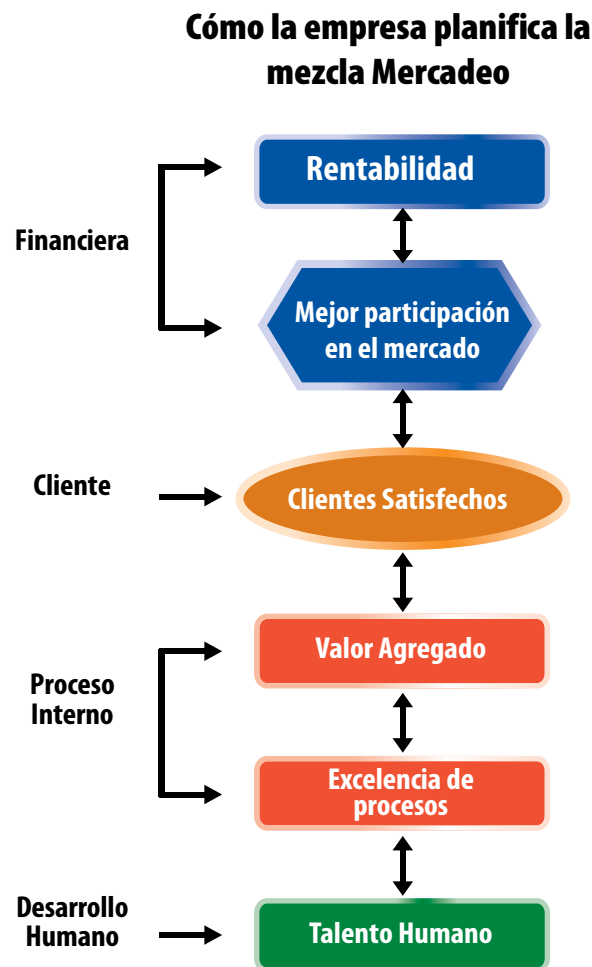 Cómo la empresa planifica la
mezcla Mercadeo
Rentabilidad
Financiera
Mejor participación
en el mercado
Cliente
Clientes Satisfechos
Valor Agregado
Proceso
Interno
Excelencia de
procesos
Desarrollo
Humano
Talento Humano